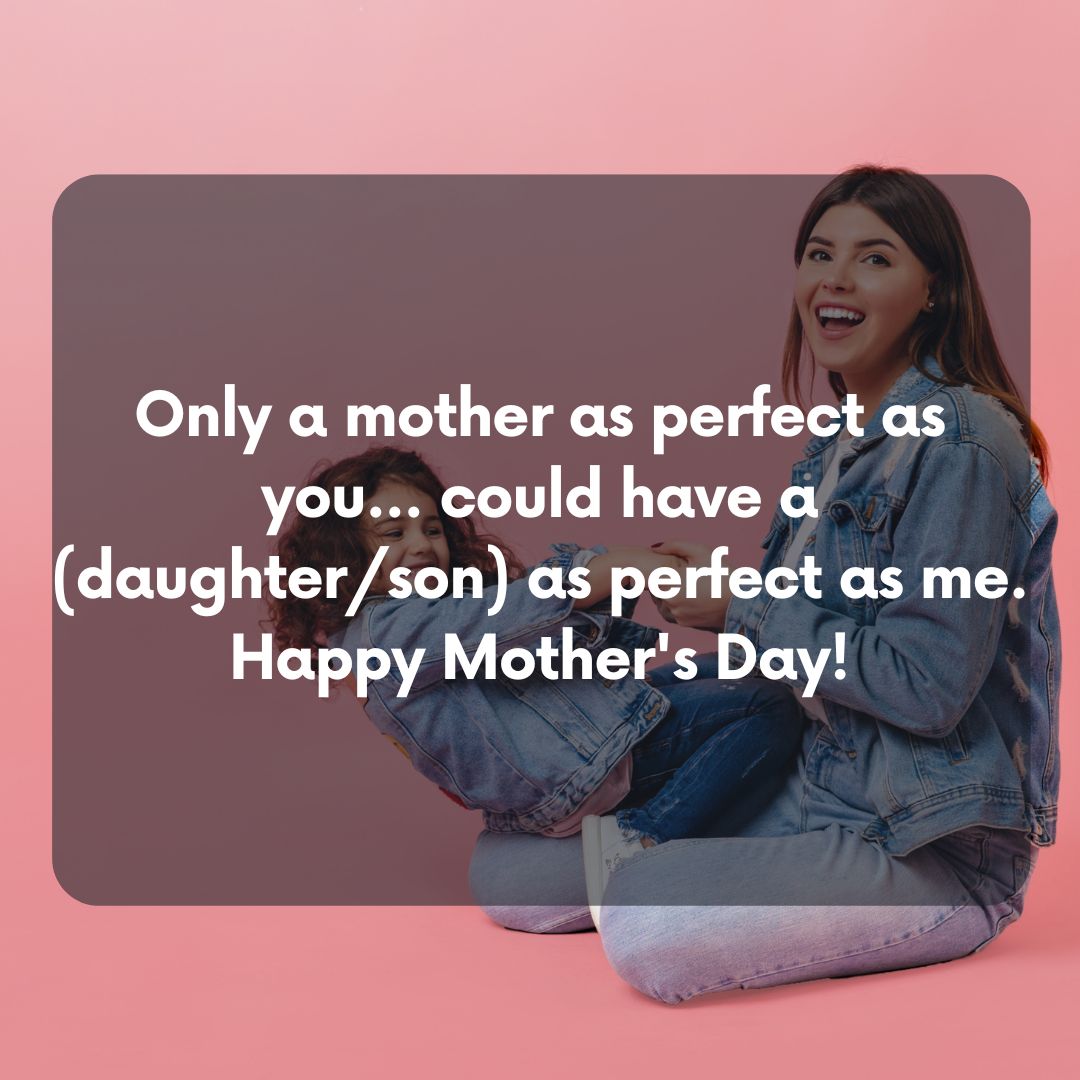 Only a mother as perfect as
you... could have a
(daughter/son) as perfect as me.
Happy Mother's Day!